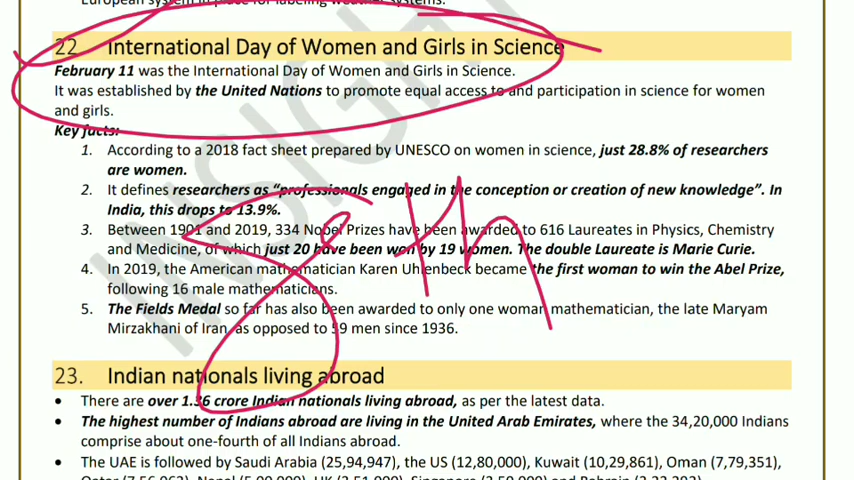 European system in place for labeling weather systems.
22. International Day of Women and Girls in Science
February 11 was the International Day of Women and Girls in Science.
It was established by the United Nations to promote equal access to and participation in science for women
and girls.
Key facts:
1. According to a 2018 fact sheet prepared by UNESCO on women in science, just 28.8% of researchers
are women.
2. It defines researchers as “professionals engaged in the conception or creation of new knowledge”. In
India, this drops to 13.9%.
3. Between 1901 and 2019, 334 Nobel Prizes have been awarded to 616 Laureates in Physics, Chemistry
and Medicine, of which just 20 have been won by 19 women. The double Laureate is Marie Curie.
4. In 2019, the American mathematician Karen Uhlenbeck became the first woman to win the Abel Prize,
following 16 male mathematicians.
5. The Fields Medal so far has also been awarded to only one woman mathematician, the late Maryam
Mirzakhani of Iran, as opposed to 59 men since 1936.
8th
23. Indian nationals living abroad
• There are over 1.36 crore Indian nationals living abroad, as per the latest data.
• The highest number of Indians abroad are living in the United Arab Emirates, where the 34,20,000 Indians
comprise about one-fourth of all Indians abroad.
• The UAE is followed by Saudi Arabia (25,94,947), the US (12,80,000), Kuwait (10,29,861), Oman (7,79,351),
INSIGHT